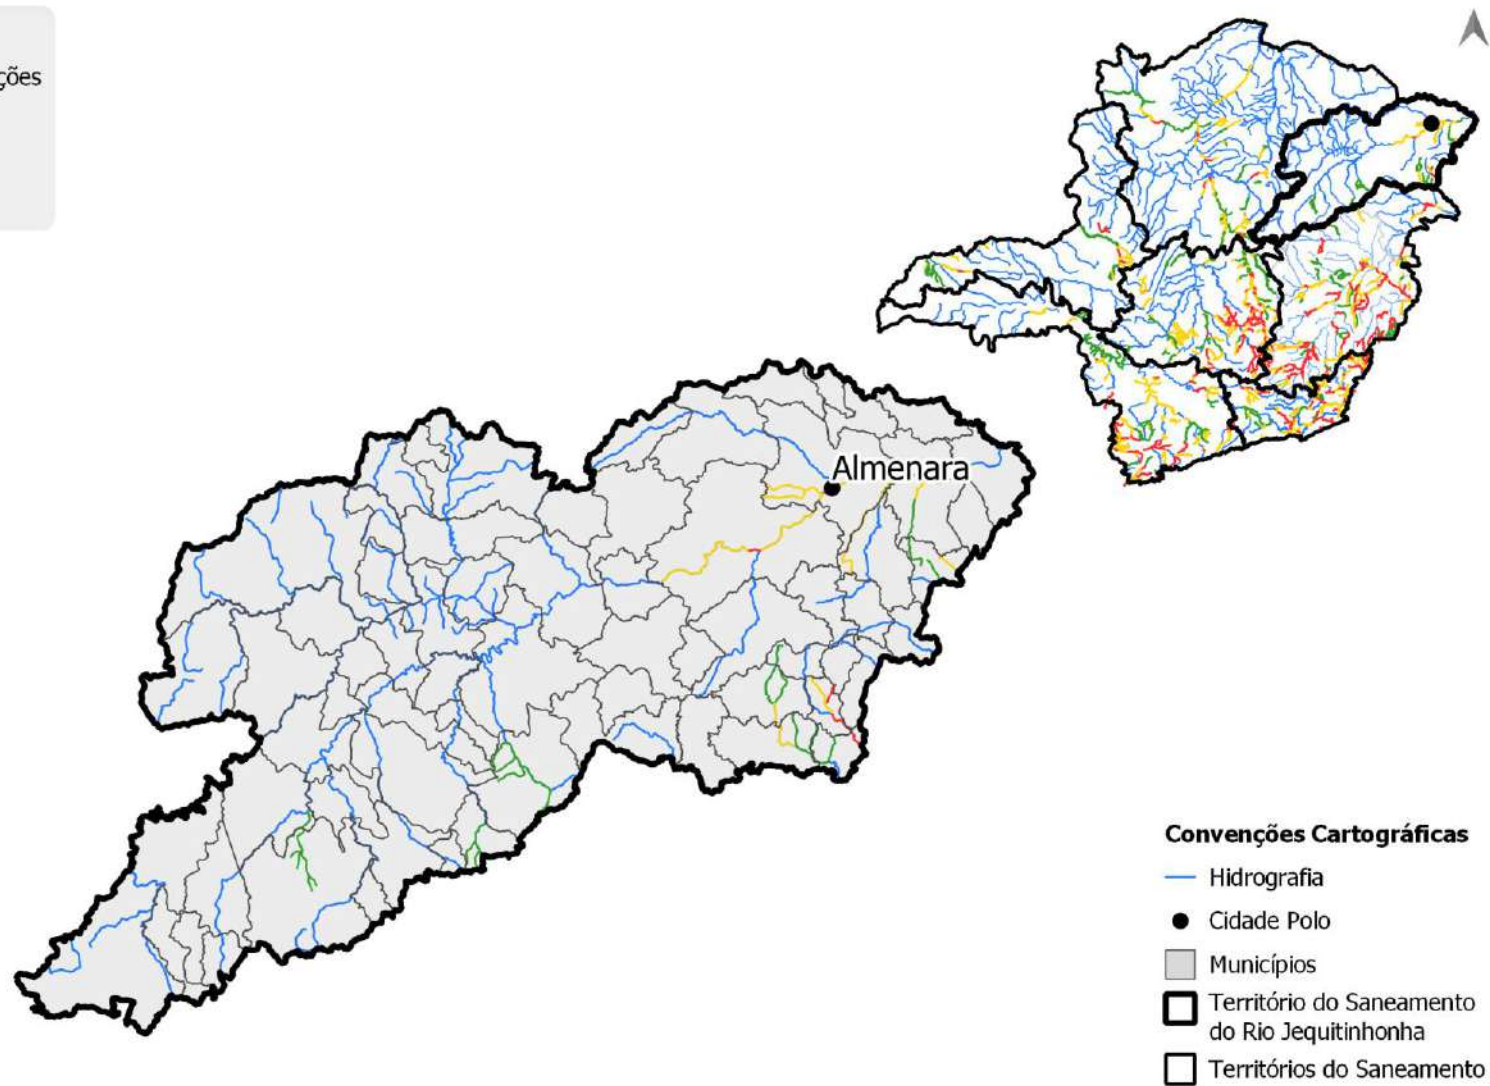 ções
Almenara
Convenções Cartográficas
Hidrografia
Cidade Polo
Municípios
Território do Saneamento
do Rio Jequitinhonha
Territórios do Saneamento